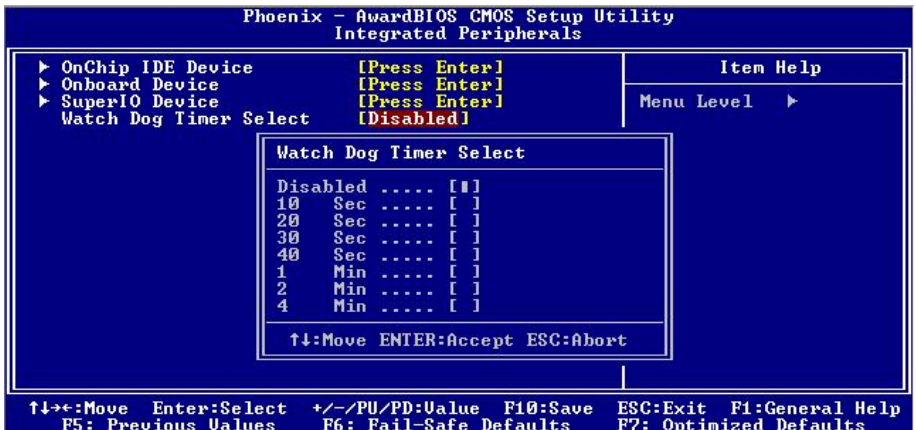 Phoenix - AwardBIOS CMOS Setup Utility
Integrated Peripherals
► OnChip IDE Device [Press Enter]
► Onboard Device [Press Enter]
► SuperIO Device [Press Enter]
Watch Dog Timer Select [Disabled]
Item Help
Menu Level ►
Watch Dog Timer Select
Disabled ..... [■]
10 Sec ..... [ ]
20 Sec ..... [ ]
30 Sec ..... [ ]
40 Sec ..... [ ]
1 Min ..... [ ]
2 Min ..... [ ]
4 Min ..... [ ]
↑↓:Move ENTER:Accept ESC:Abort
↑↓→←:Move Enter:Select +/-/PU/PD:Value F10:Save ESC:Exit F1:General Help
F5: Previous Values F6: Fail-Safe Defaults F7: Optimized Defaults